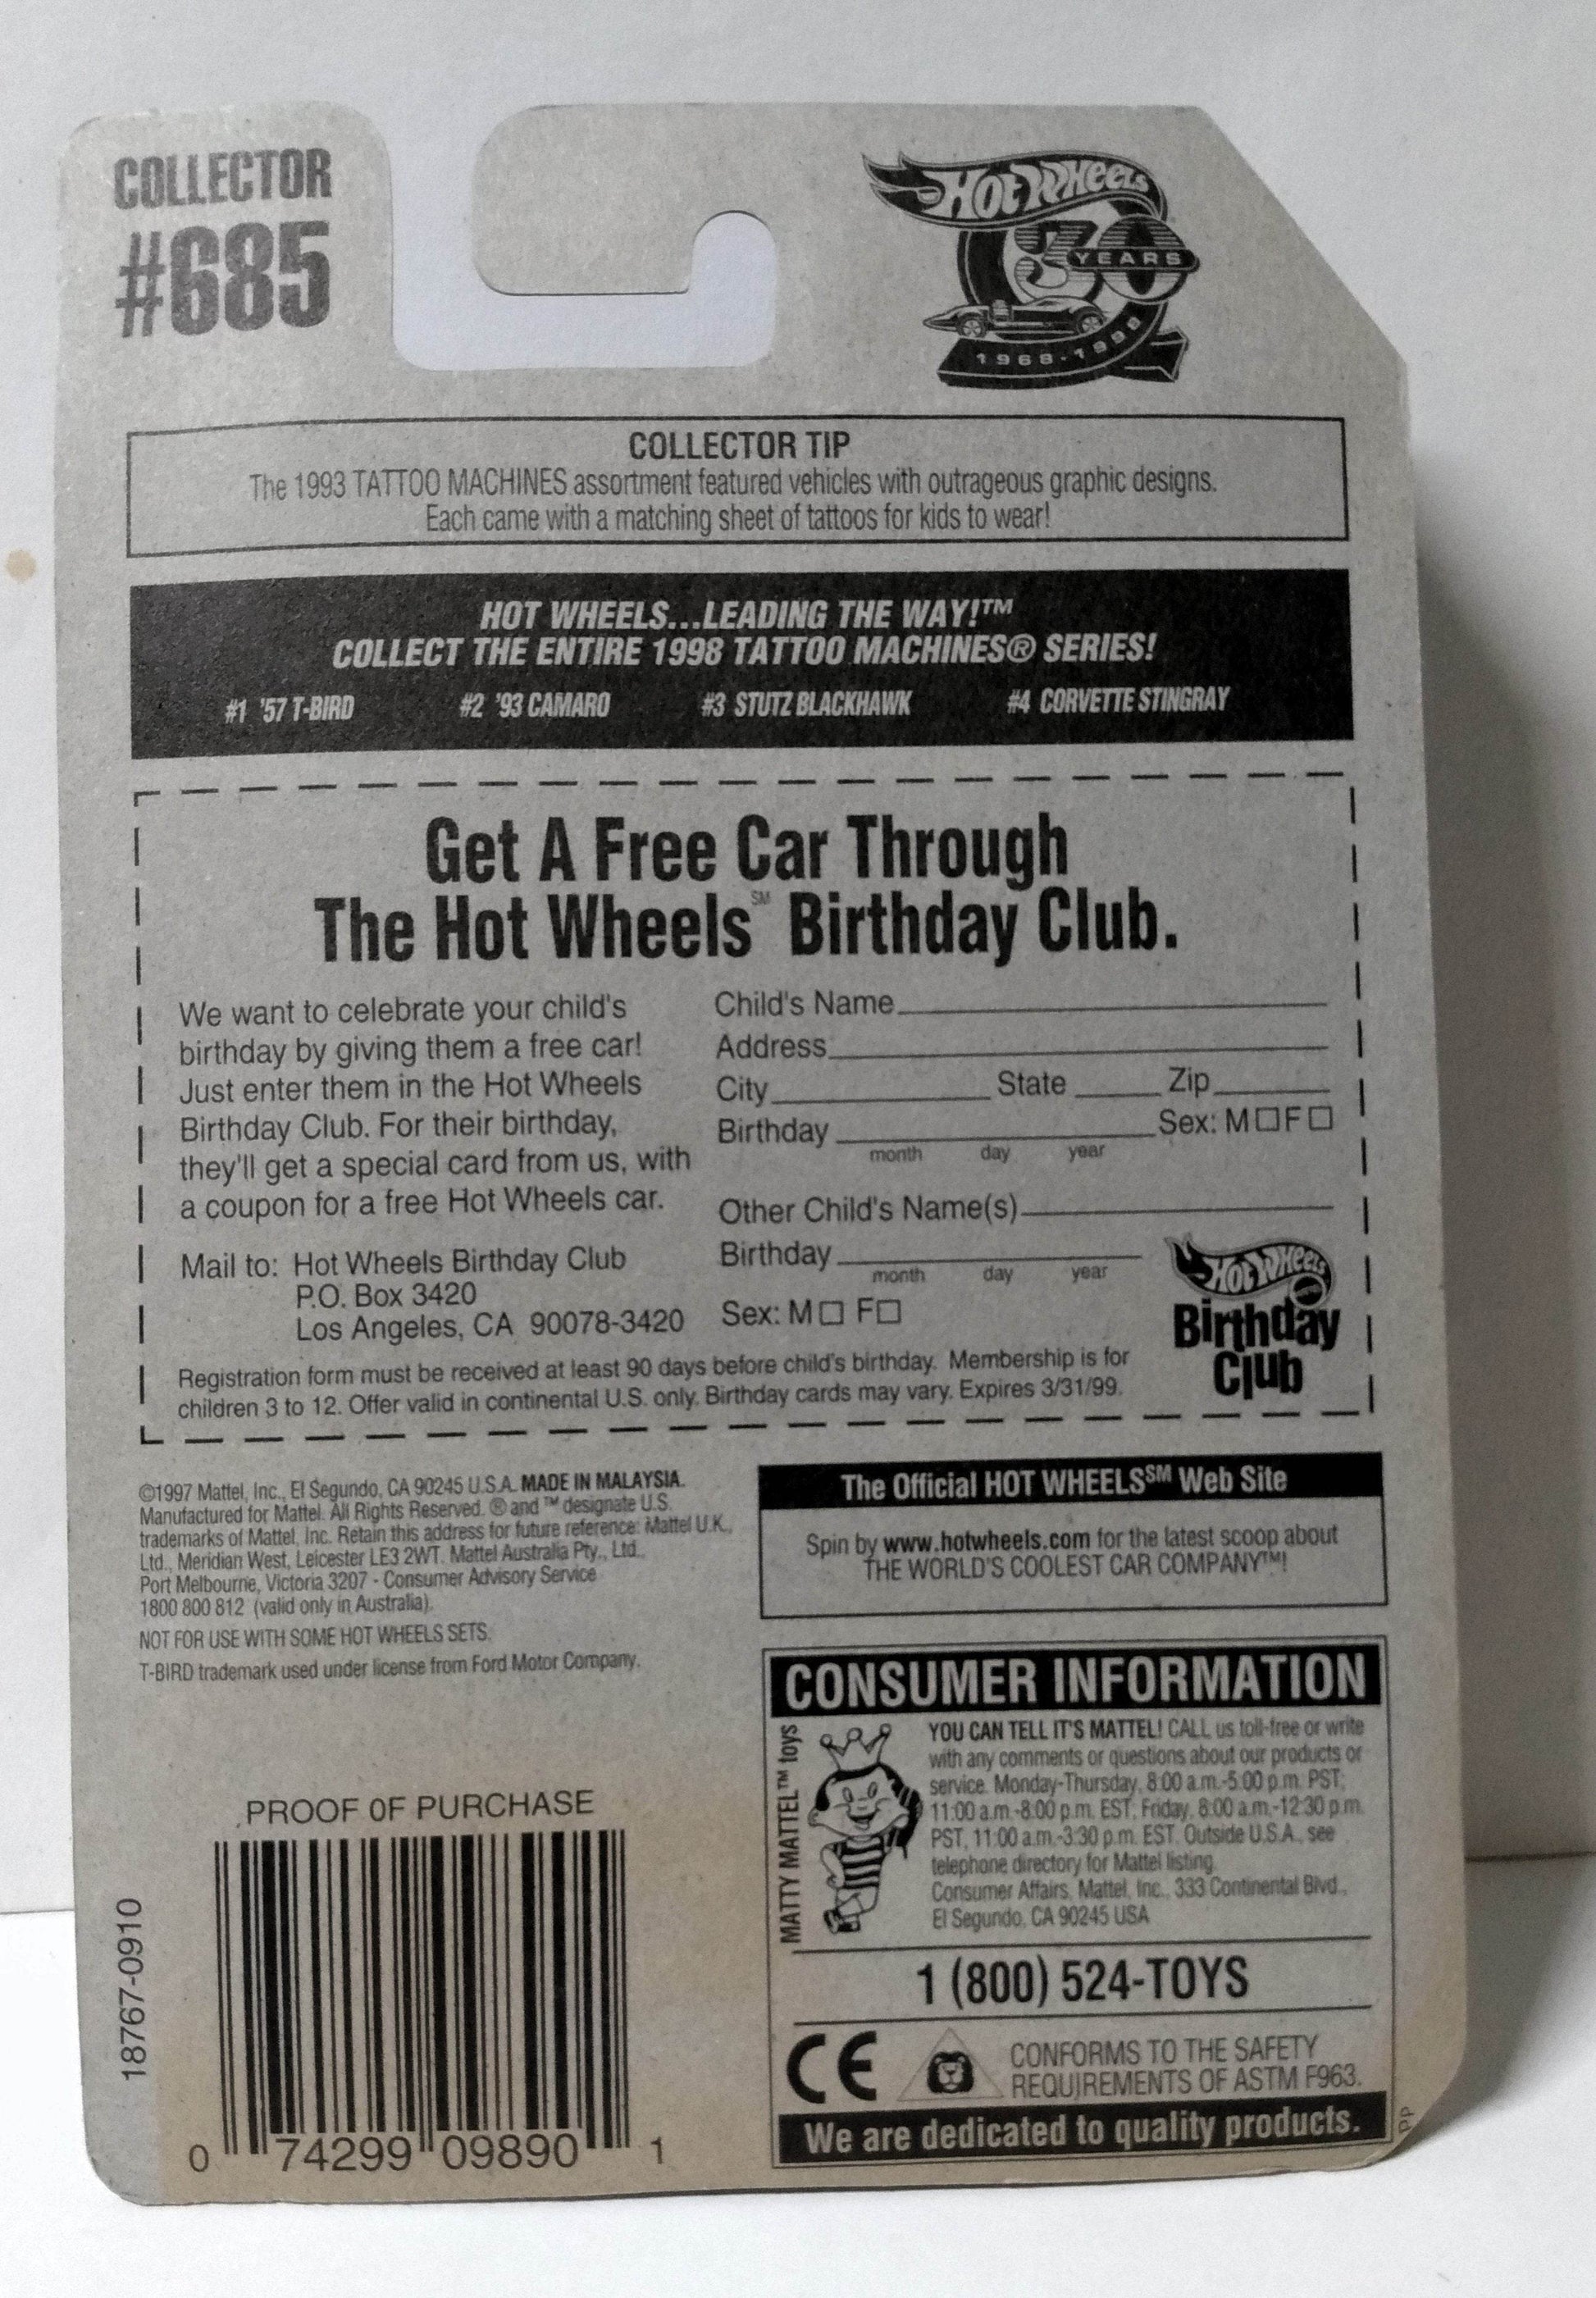 COLLECTOR
#685
HOT WHEELS
30
YEARS
1968-1998
COLLECTOR TIP
The 1993 TATTOO MACHINES assortment featured vehicles with outrageous graphic designs.
Each came with a matching sheet of tattoos for kids to wear!
HOT WHEELS...LEADING THE WAY!™
COLLECT THE ENTIRE 1998 TATTOO MACHINES® SERIES!
#1 '57 T-BIRD #2 '93 CAMARO #3 STUTZ BLACKHAWK #4 CORVETTE STINGRAY
Get A Free Car Through
The Hot Wheels℠ Birthday Club.
We want to celebrate your child's
birthday by giving them a free car!
Just enter them in the Hot Wheels
Birthday Club. For their birthday,
they'll get a special card from us, with
a coupon for a free Hot Wheels car.
Mail to: Hot Wheels Birthday Club
P.O. Box 3420
Los Angeles, CA 90078-3420
Child's Name
Address
City State Zip
Birthday Sex: M☐ F☐
month day year
Other Child's Name(s)
Birthday
month day year
Sex: M☐ F☐
HOT WHEELS
Birthday
Club
Registration form must be received at least 90 days before child's birthday. Membership is for
children 3 to 12. Offer valid in continental U.S. only. Birthday cards may vary. Expires 3/31/99.
©1997 Mattel, Inc., El Segundo, CA 90245 U.S.A. MADE IN MALAYSIA.
Manufactured for Mattel. All Rights Reserved. ® and ™ designate U.S.
trademarks of Mattel, Inc. Retain this address for future reference: Mattel U.K.,
Ltd., Meridian West, Leicester LE3 2WT. Mattel Australia Pty., Ltd.,
Port Melbourne, Victoria 3207 - Consumer Advisory Service
1800 800 812 (valid only in Australia).
NOT FOR USE WITH SOME HOT WHEELS SETS.
T-BIRD trademark used under license from Ford Motor Company.
The Official HOT WHEELS℠ Web Site
Spin by www.hotwheels.com for the latest scoop about
THE WORLD'S COOLEST CAR COMPANY™!
CONSUMER INFORMATION
MATTY MATTEL™ toys
YOU CAN TELL IT'S MATTEL! CALL us toll-free or write
with any comments or questions about our products or
service. Monday-Thursday, 8:00 a.m.-5:00 p.m. PST;
11:00 a.m.-8:00 p.m. EST; Friday, 8:00 a.m.-12:30 p.m.
PST, 11:00 a.m.-3:30 p.m. EST. Outside U.S.A., see
telephone directory for Mattel listing.
Consumer Affairs, Mattel, Inc., 333 Continental Blvd.,
El Segundo, CA 90245 USA
1 (800) 524-TOYS
CE
CONFORMS TO THE SAFETY
REQUIREMENTS OF ASTM F963.
We are dedicated to quality products.
PP
PROOF OF PURCHASE
18767-0910
0 74299 09890 1